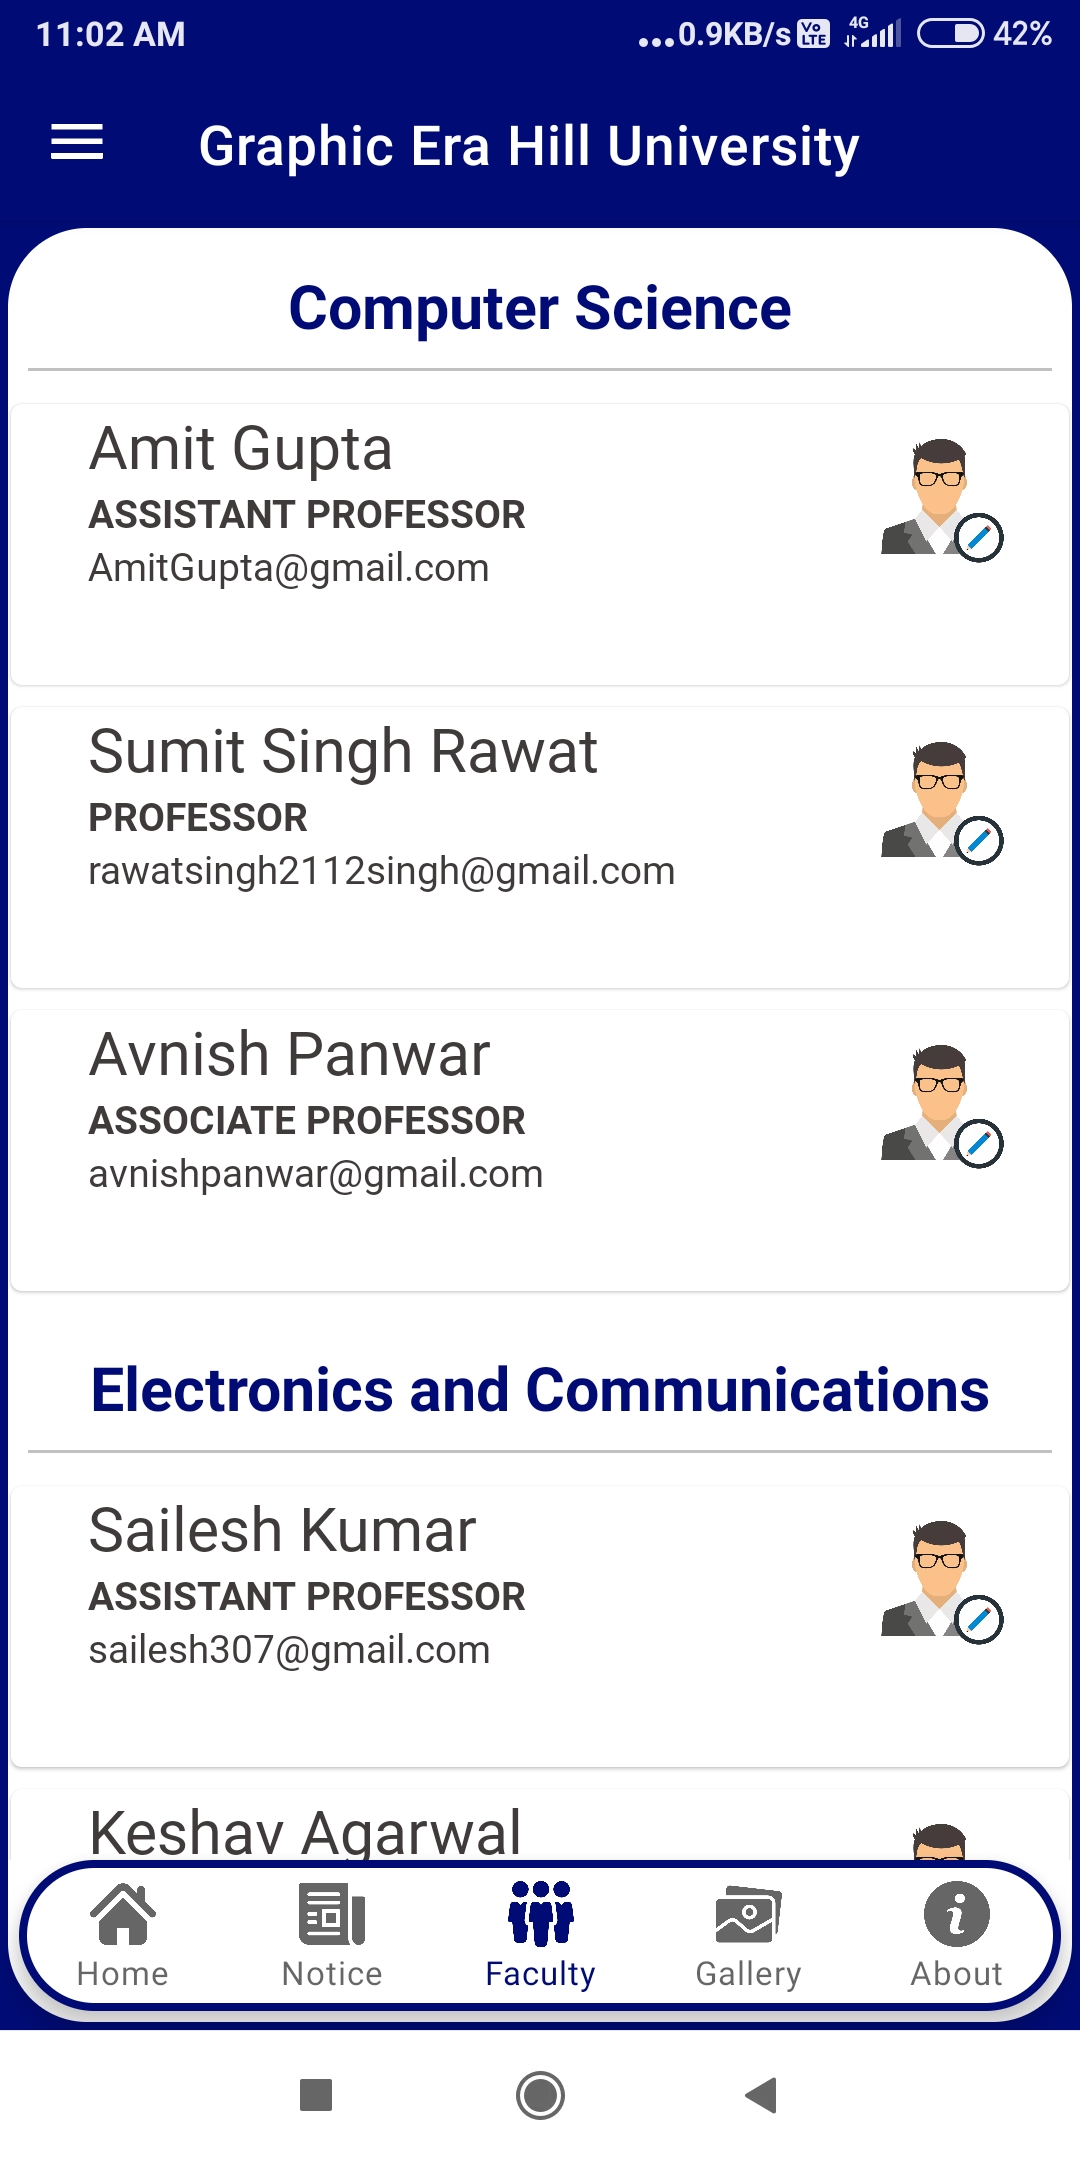 11:02 AM
...0.9KB/s Vo LTE 4G 42%
Graphic Era Hill University
Computer Science
Amit Gupta
ASSISTANT PROFESSOR
AmitGupta@gmail.com
Sumit Singh Rawat
PROFESSOR
rawatsingh2112singh@gmail.com
Avnish Panwar
ASSOCIATE PROFESSOR
avnishpanwar@gmail.com
Electronics and Communications
Sailesh Kumar
ASSISTANT PROFESSOR
sailesh307@gmail.com
Keshav Agarwal
Home Notice Faculty Gallery About